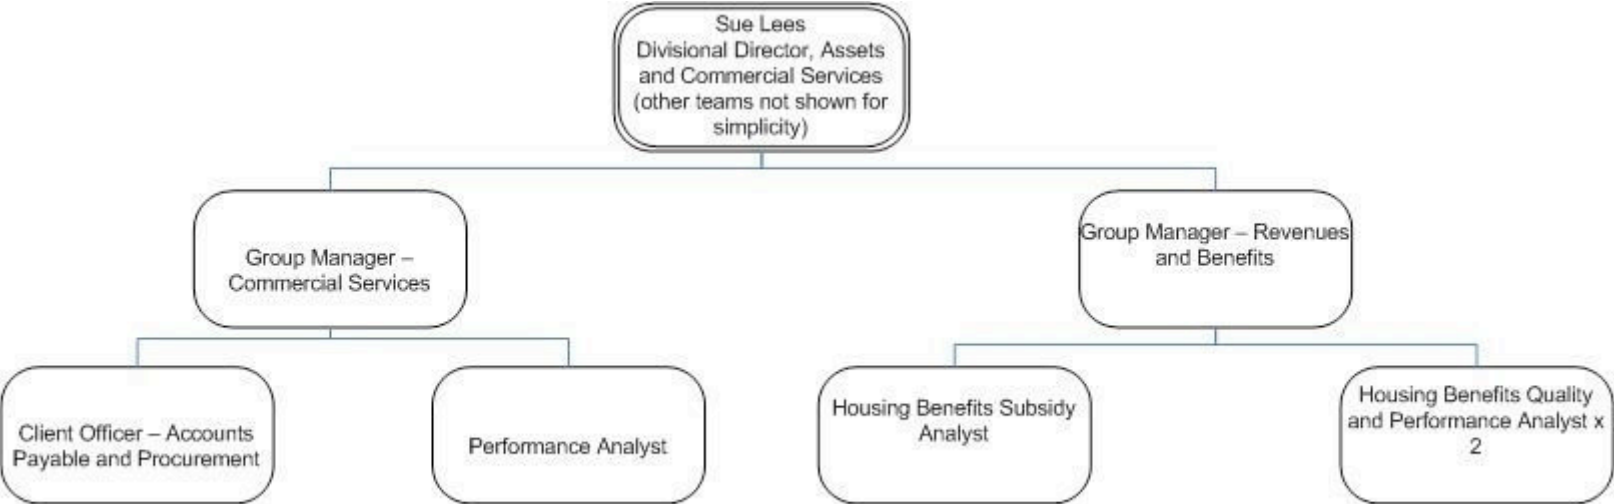 Sue Lees
Divisional Director, Assets
and Commercial Services
(other teams not shown for
simplicity)
Group Manager –
Commercial Services
Group Manager – Revenues
and Benefits
Client Officer – Accounts
Payable and Procurement
Performance Analyst
Housing Benefits Subsidy
Analyst
Housing Benefits Quality
and Performance Analyst x
2